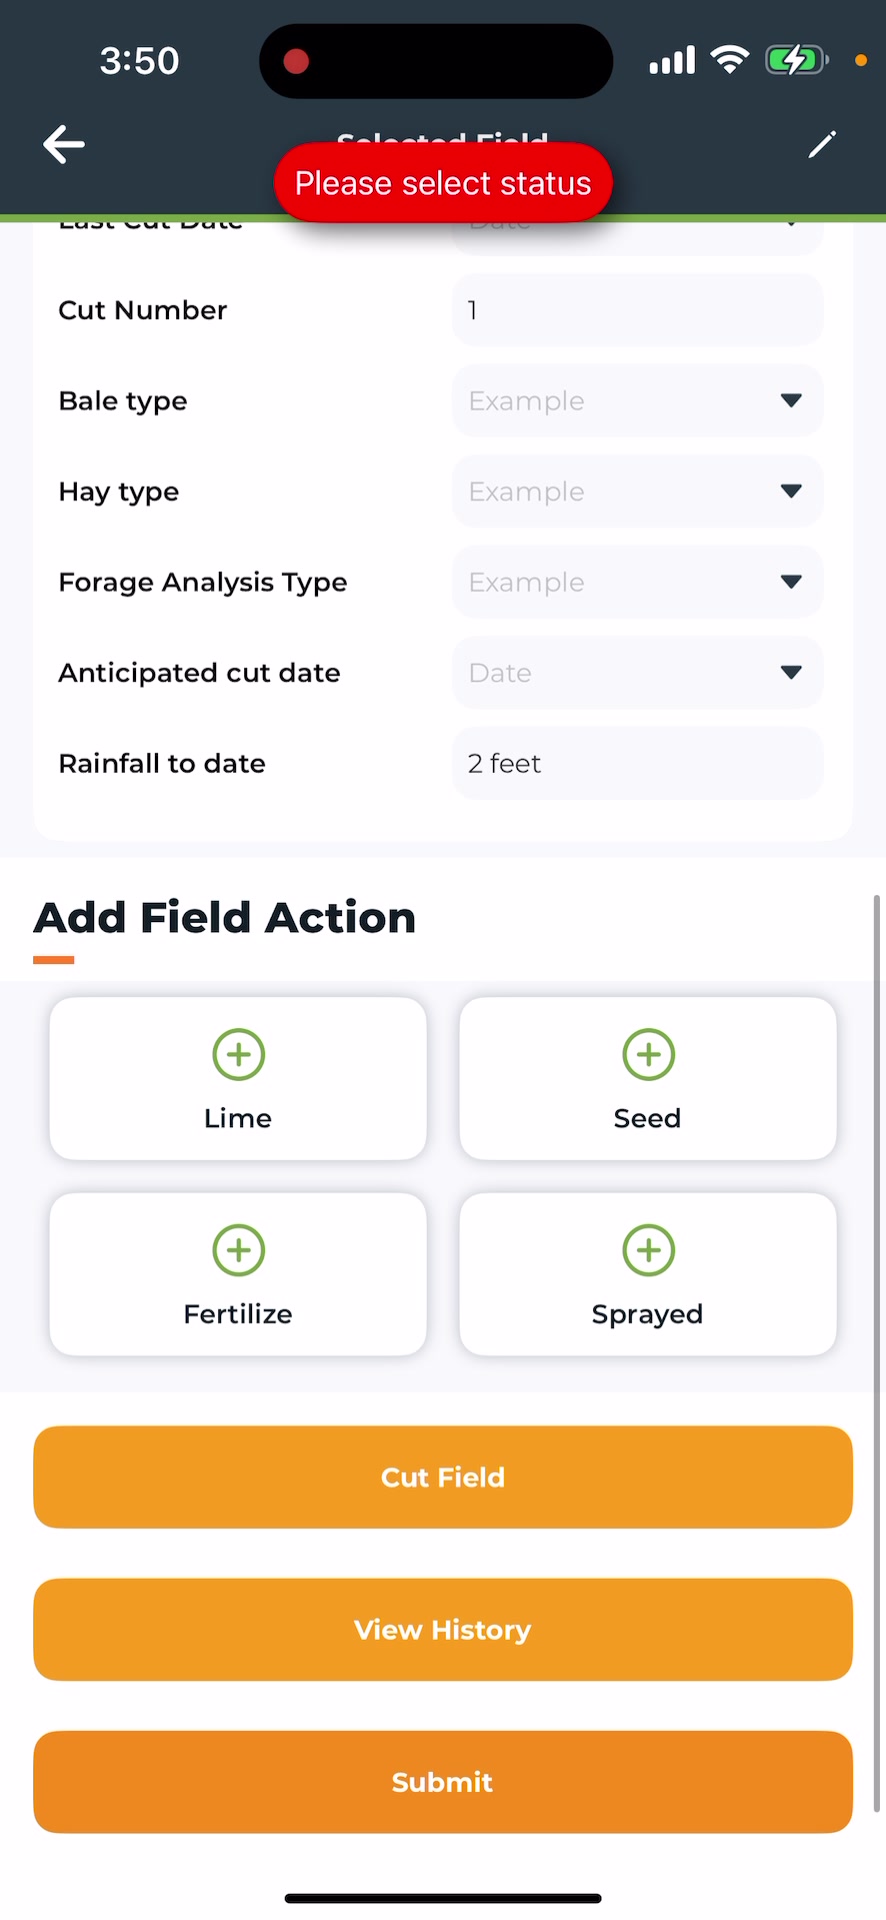 3:50
Selected Field
Please select status
Last Cut Date
Date
Cut Number
1
Bale type
Example
Hay type
Example
Forage Analysis Type
Example
Anticipated cut date
Date
Rainfall to date
2 feet
Add Field Action
Lime
Seed
Fertilize
Sprayed
Cut Field
View History
Submit